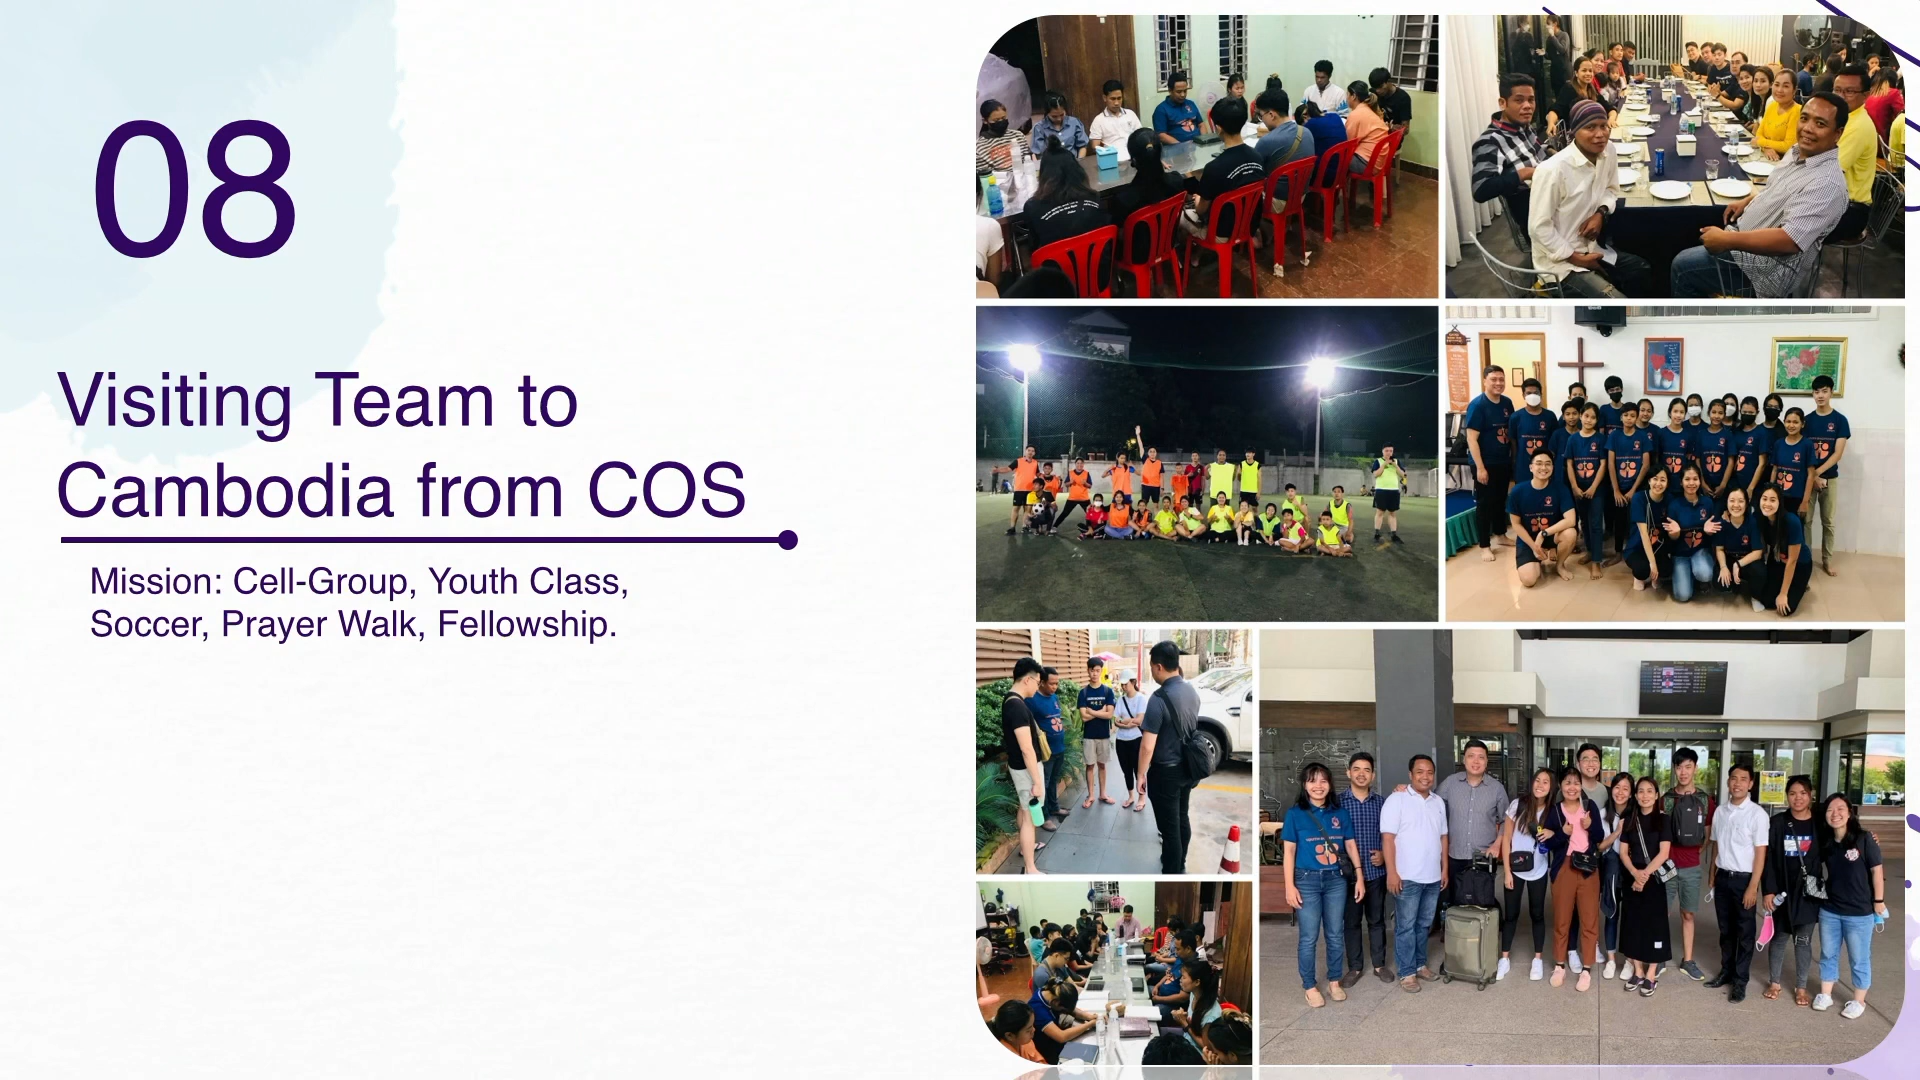 08
Visiting Team to
Cambodia from COS
Mission: Cell-Group, Youth Class,
Soccer, Prayer Walk, Fellowship.